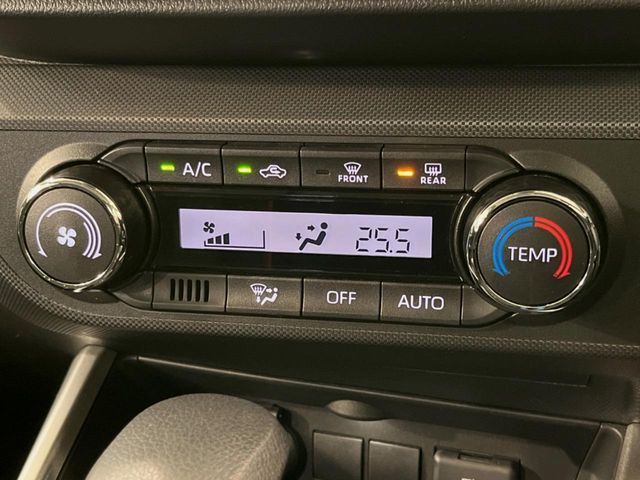 A/C
FRONT
REAR
25.5
TEMP
OFF
AUTO